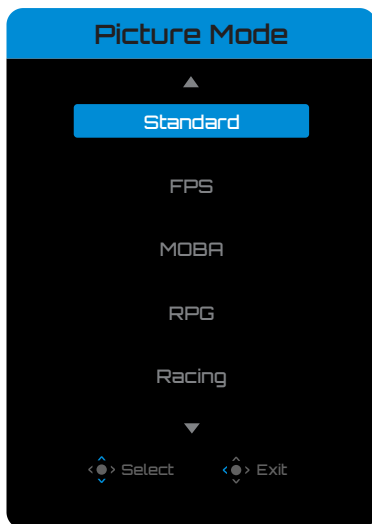 Picture Mode
Standard
FPS
MOBA
RPG
Racing
Select Exit